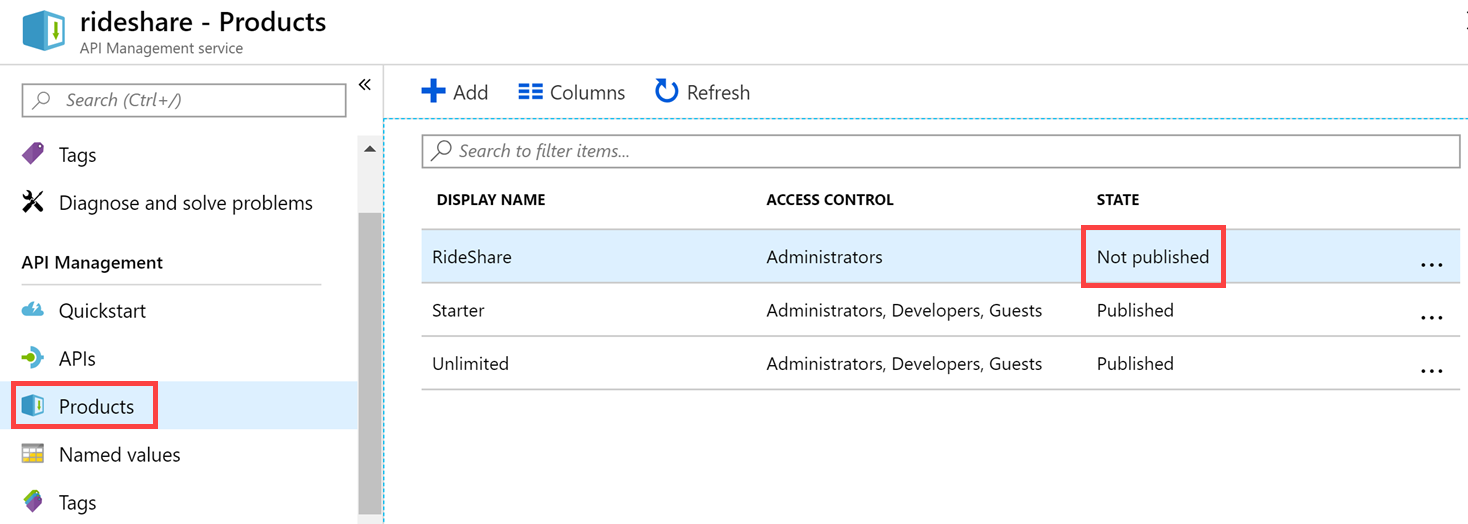 rideshare - Products
API Management service
Search (Ctrl+/)
«
Tags
Diagnose and solve problems
API Management
Quickstart
APIs
Products
Named values
Tags
Add Columns Refresh
Search to filter items...
DISPLAY NAME ACCESS CONTROL STATE
RideShare Administrators Not published ...
Starter Administrators, Developers, Guests Published ...
Unlimited Administrators, Developers, Guests Published ...